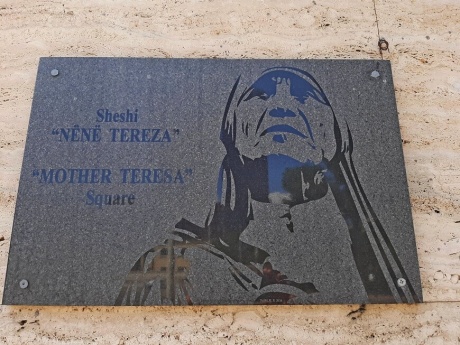 Sheshi
“NËNË TEREZA”
“MOTHER TERESA”
Square